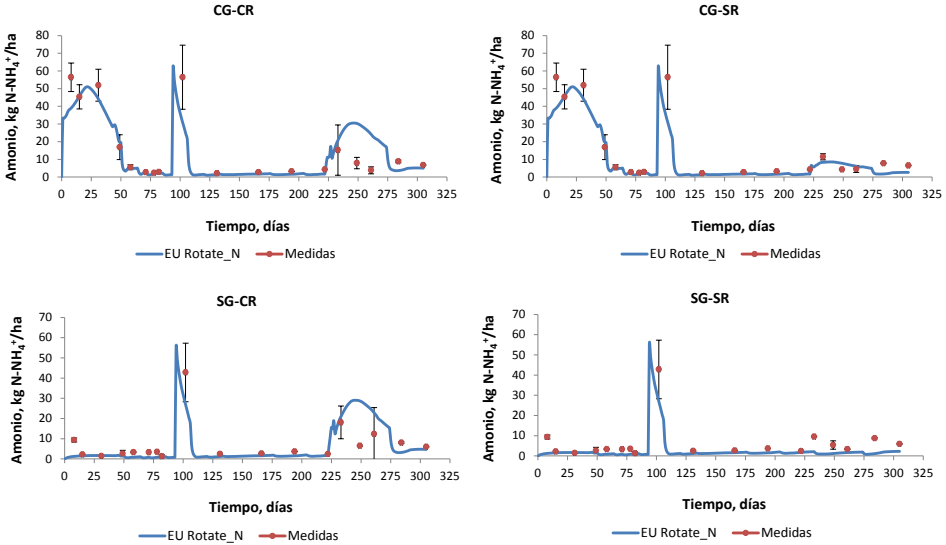 CG-CR
Amonio, kg N-NH₄⁺/ha
80
70
60
50
40
30
20
10
0
0 25 50 75 100 125 150 175 200 225 250 275 300 325
Tiempo, días
EU Rotate_N Medidas
CG-SR
Amonio, kg N-NH₄⁺/ha
80
70
60
50
40
30
20
10
0
0 25 50 75 100 125 150 175 200 225 250 275 300 325
Tiempo, días
EU Rotate_N Medidas
SG-CR
Amonio, kg N-NH₄⁺/ha
70
60
50
40
30
20
10
0
0 25 50 75 100 125 150 175 200 225 250 275 300 325
Tiempo, días
EU Rotate_N Medidas
SG-SR
Amonio, kg N-NH₄⁺/ha
70
60
50
40
30
20
10
0
0 25 50 75 100 125 150 175 200 225 250 275 300 325
Tiempo, días
EU Rotate_N Medidas